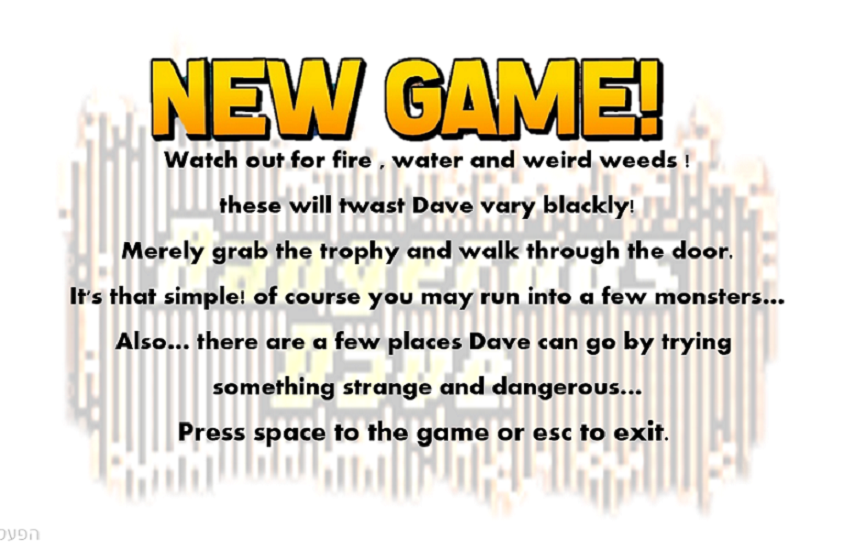 NEW GAME!
Watch out for fire , water and weird weeds !
these will twast Dave vary blackly!
Merely grab the trophy and walk through the door.
It's that simple! of course you may run into a few monsters...
Also... there are a few places Dave can go by trying
something strange and dangerous...
Press space to the game or esc to exit.
Dangerous
Dave